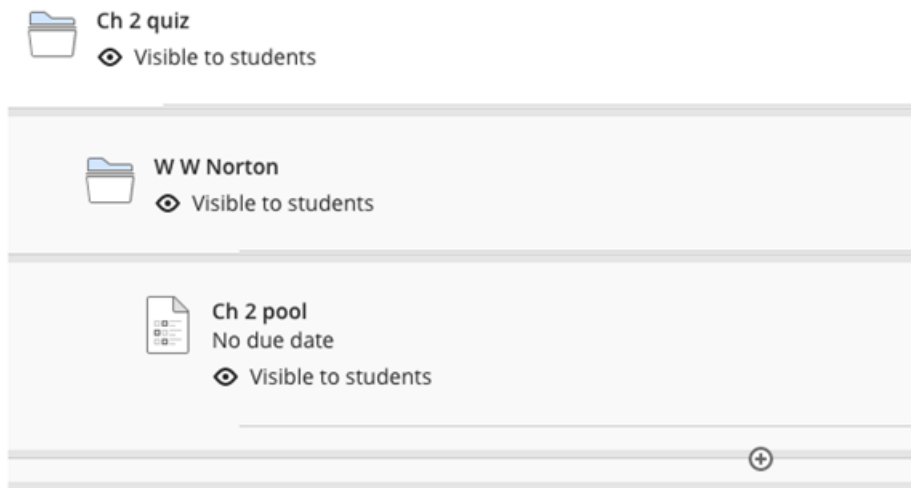 Ch 2 quiz
Visible to students
W W Norton
Visible to students
Ch 2 pool
No due date
Visible to students